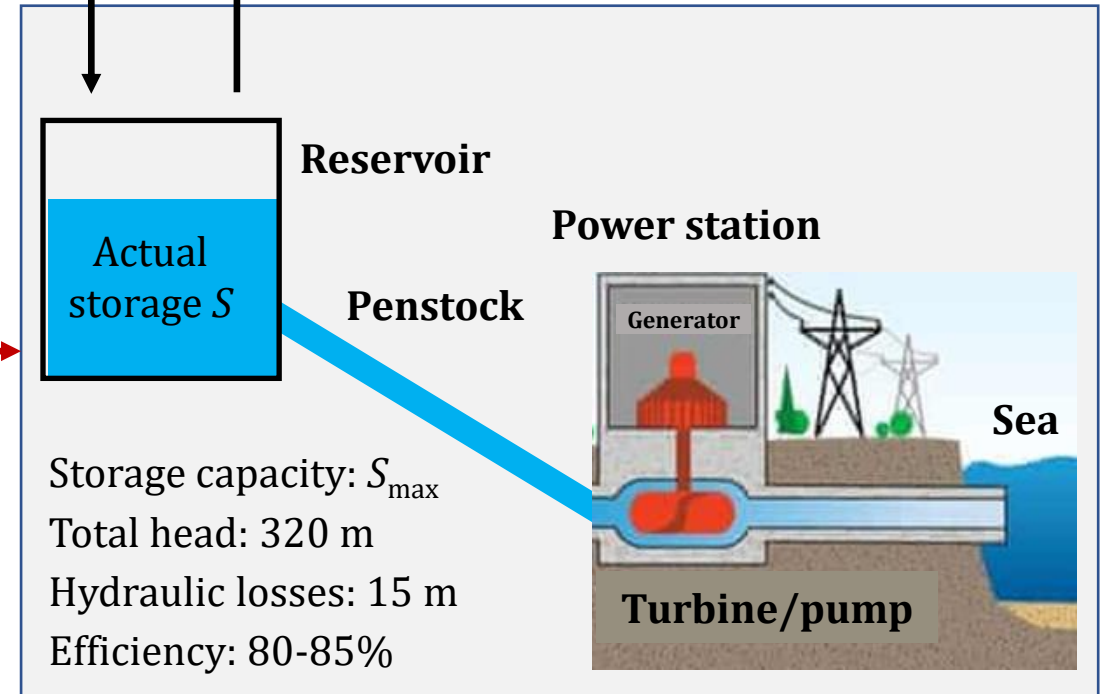 Reservoir
Actual
storage S
Power station
Penstock
Generator
Sea
Storage capacity: Smax
Total head: 320 m
Hydraulic losses: 15 m
Efficiency: 80-85%
Turbine/pump